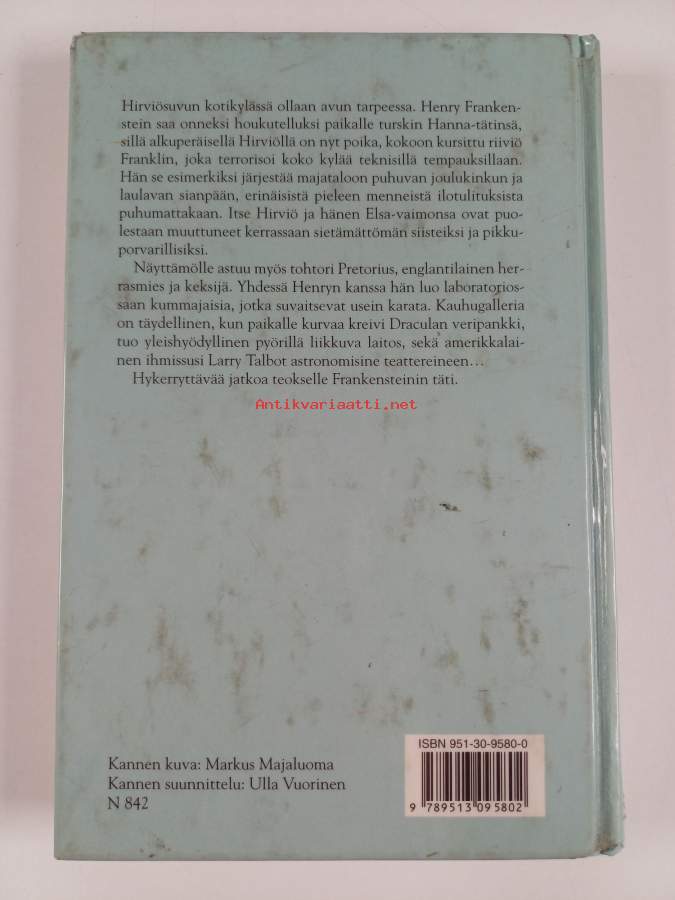 Hirviösuvun kotikylässä ollaan avun tarpeessa. Henry Franken-
stein saa onneksi houkutelluksi paikalle turskin Hanna-tätinsä,
sillä alkuperäisellä Hirviöllä on nyt poika, kokoon kursittu riiviö
Franklin, joka terrorisoi koko kylää teknisillä tempauksillaan.
Hän se esimerkiksi järjestää majataloon puhuvan joulukinkun ja
laulavan sianpään, erinäisistä pieleen menneistä ilotulituksista
puhumattakaan. Itse Hirviö ja hänen Elsa-vaimonsa ovat puo-
lestaan muuttuneet kerrassaan sietämättömän siisteiksi ja pikku-
porvarillisiksi.
Näyttämölle astuu myös tohtori Pretorius, englantilainen her-
rasmies ja keksijä. Yhdessä Henryn kanssa hän luo laboratorios-
saan kummajaisia, jotka suvaitsevat usein karata. Kauhugalleria
on täydellinen, kun paikalle kurvaa kreivi Draculan veripankki,
tuo yleishyödyllinen pyörillä liikkuva laitos, sekä amerikkalai-
nen ihmissusi Larry Talbot astronomisine teattereineen...
Hykerryttävää jatkoa teokselle Frankensteinin täti.
Antikvariaatti.net
ISBN 951-30-9580-0
Kannen kuva: Markus Majaluoma
Kannen suunnittelu: Ulla Vuorinen
N 842
9 789513 095802